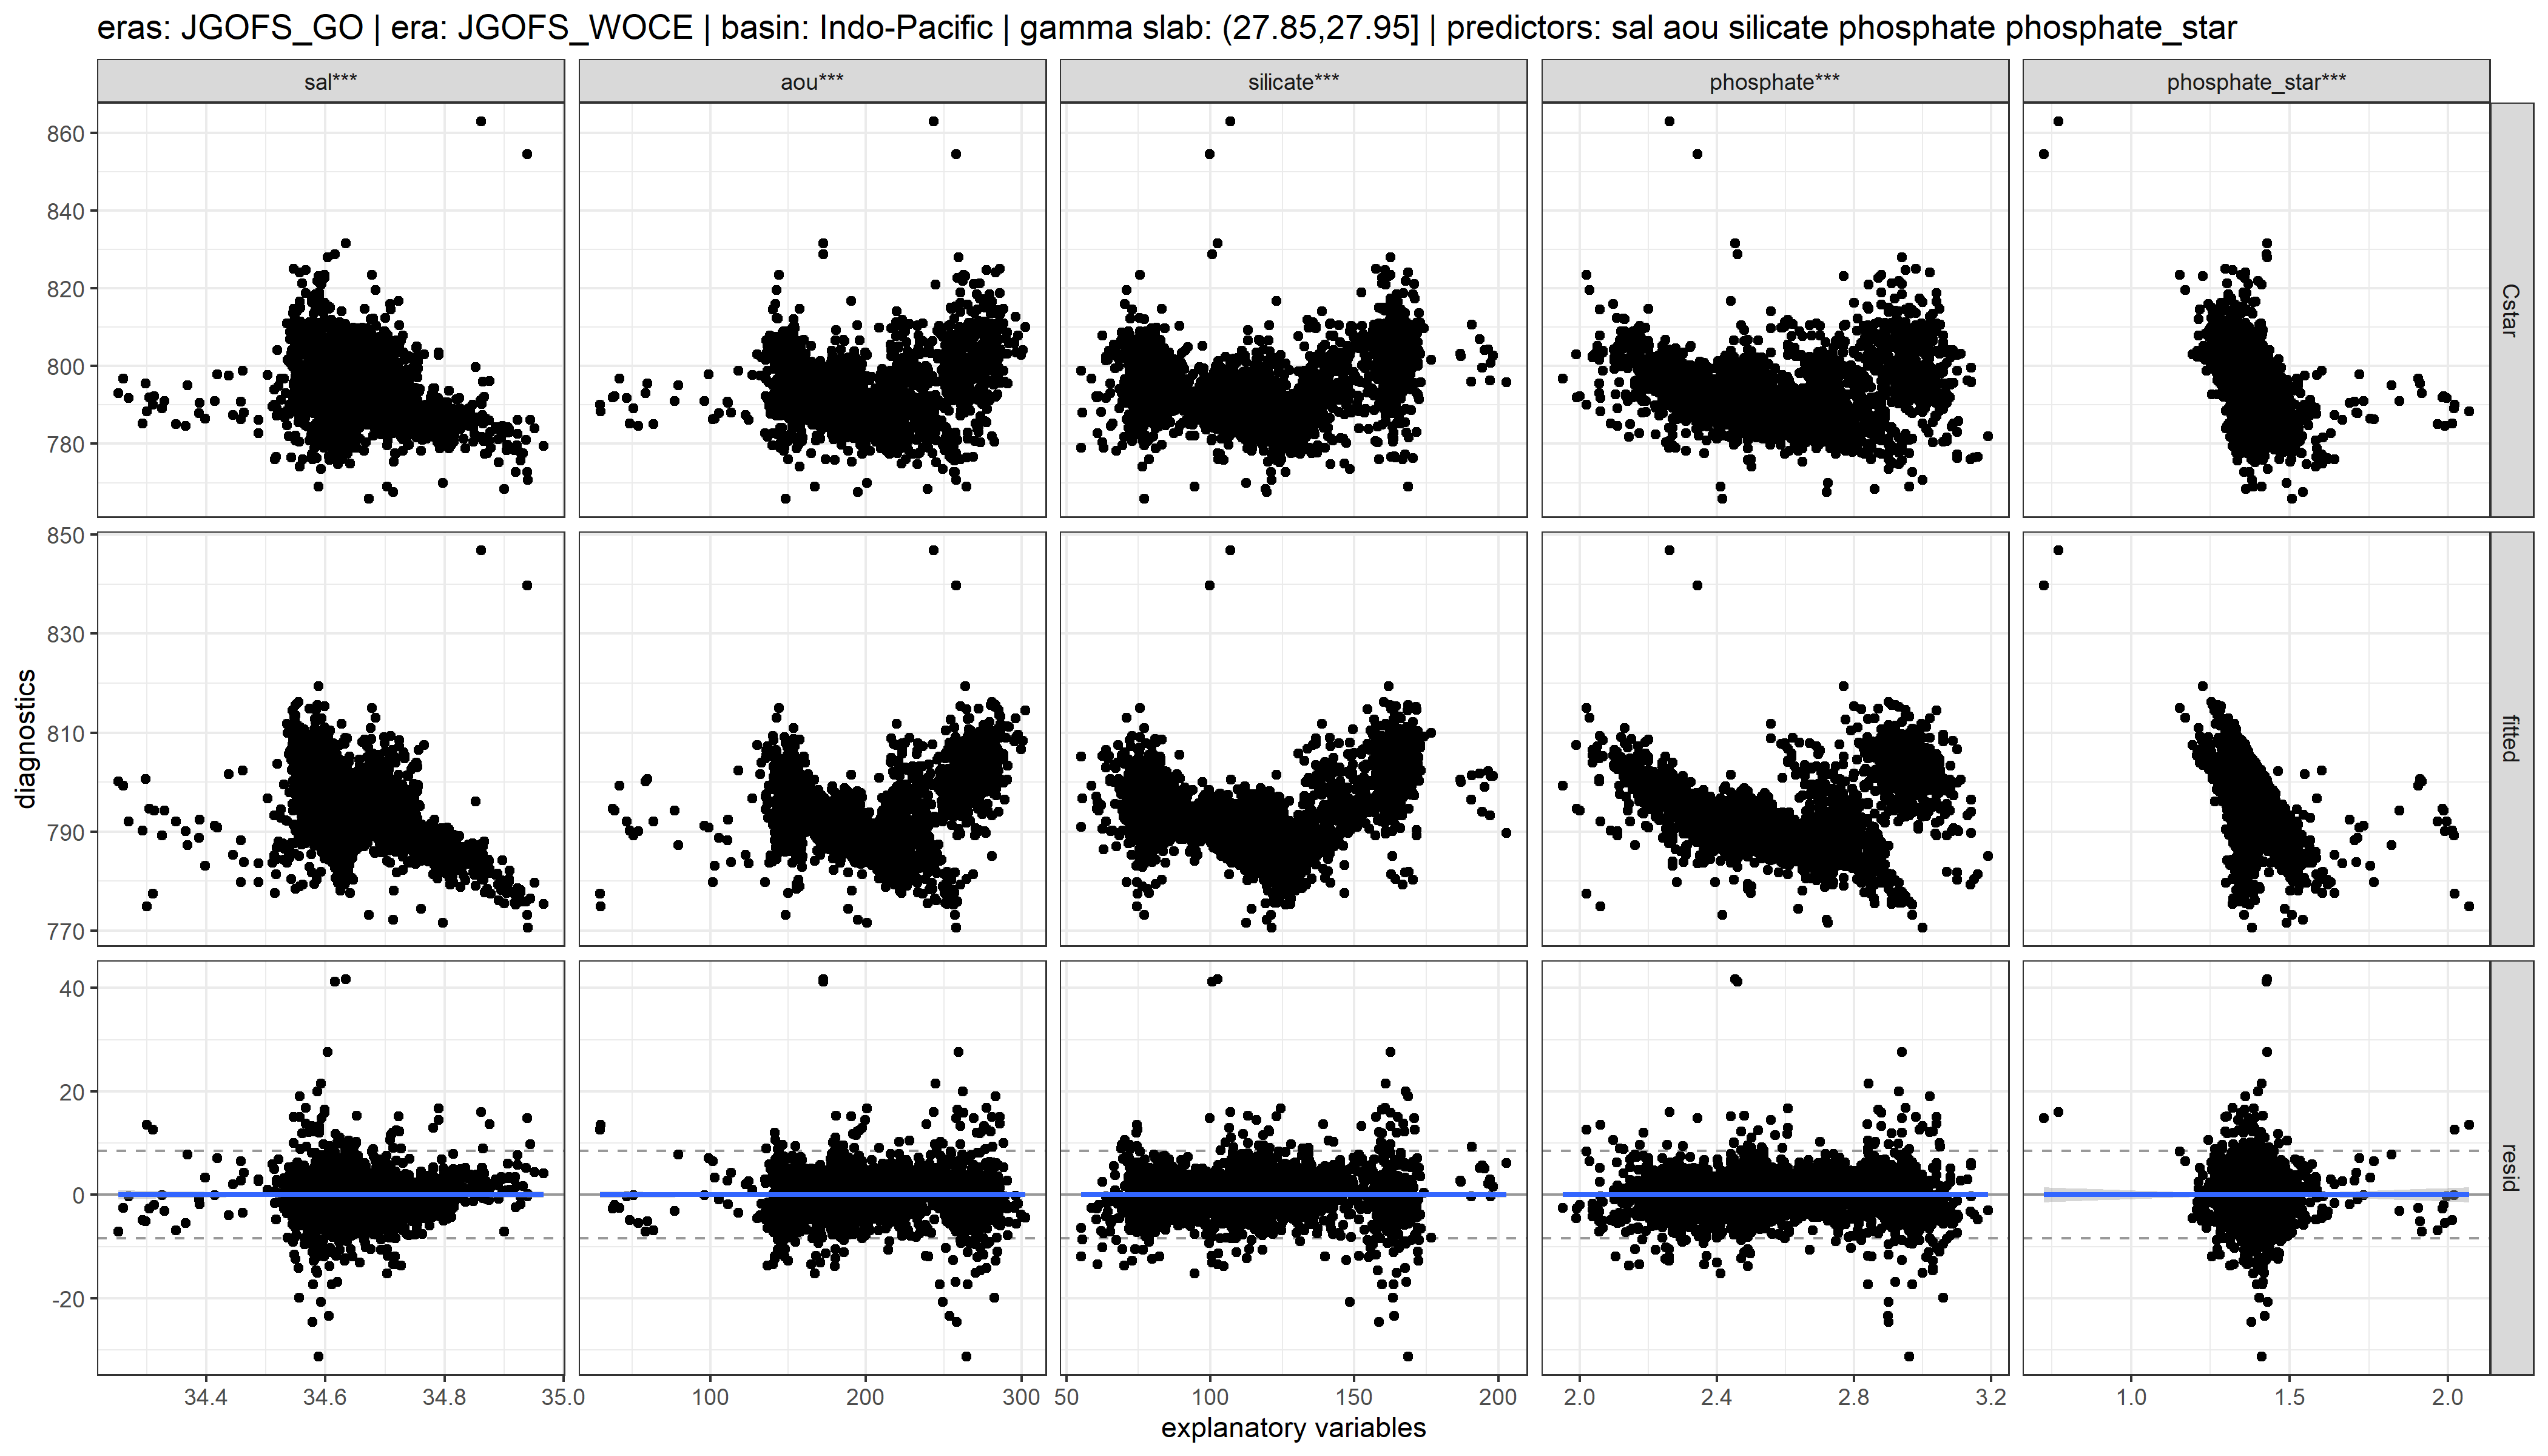 eras: JGOFS_GO | era: JGOFS_WOCE | basin: Indo-Pacific | gamma slab: (27.85,27.95] | predictors: sal aou silicate phosphate phosphate_star
sal*** aou*** silicate*** phosphate*** phosphate_star***
860
840
820
800
780
Cstar
850
830
810
790
770
fitted
diagnostics
40
20
0
-20
resid
34.4 34.6 34.8 35.0 100 200 300 50 100 150 200 2.0 2.4 2.8 3.2 1.0 1.5 2.0
explanatory variables